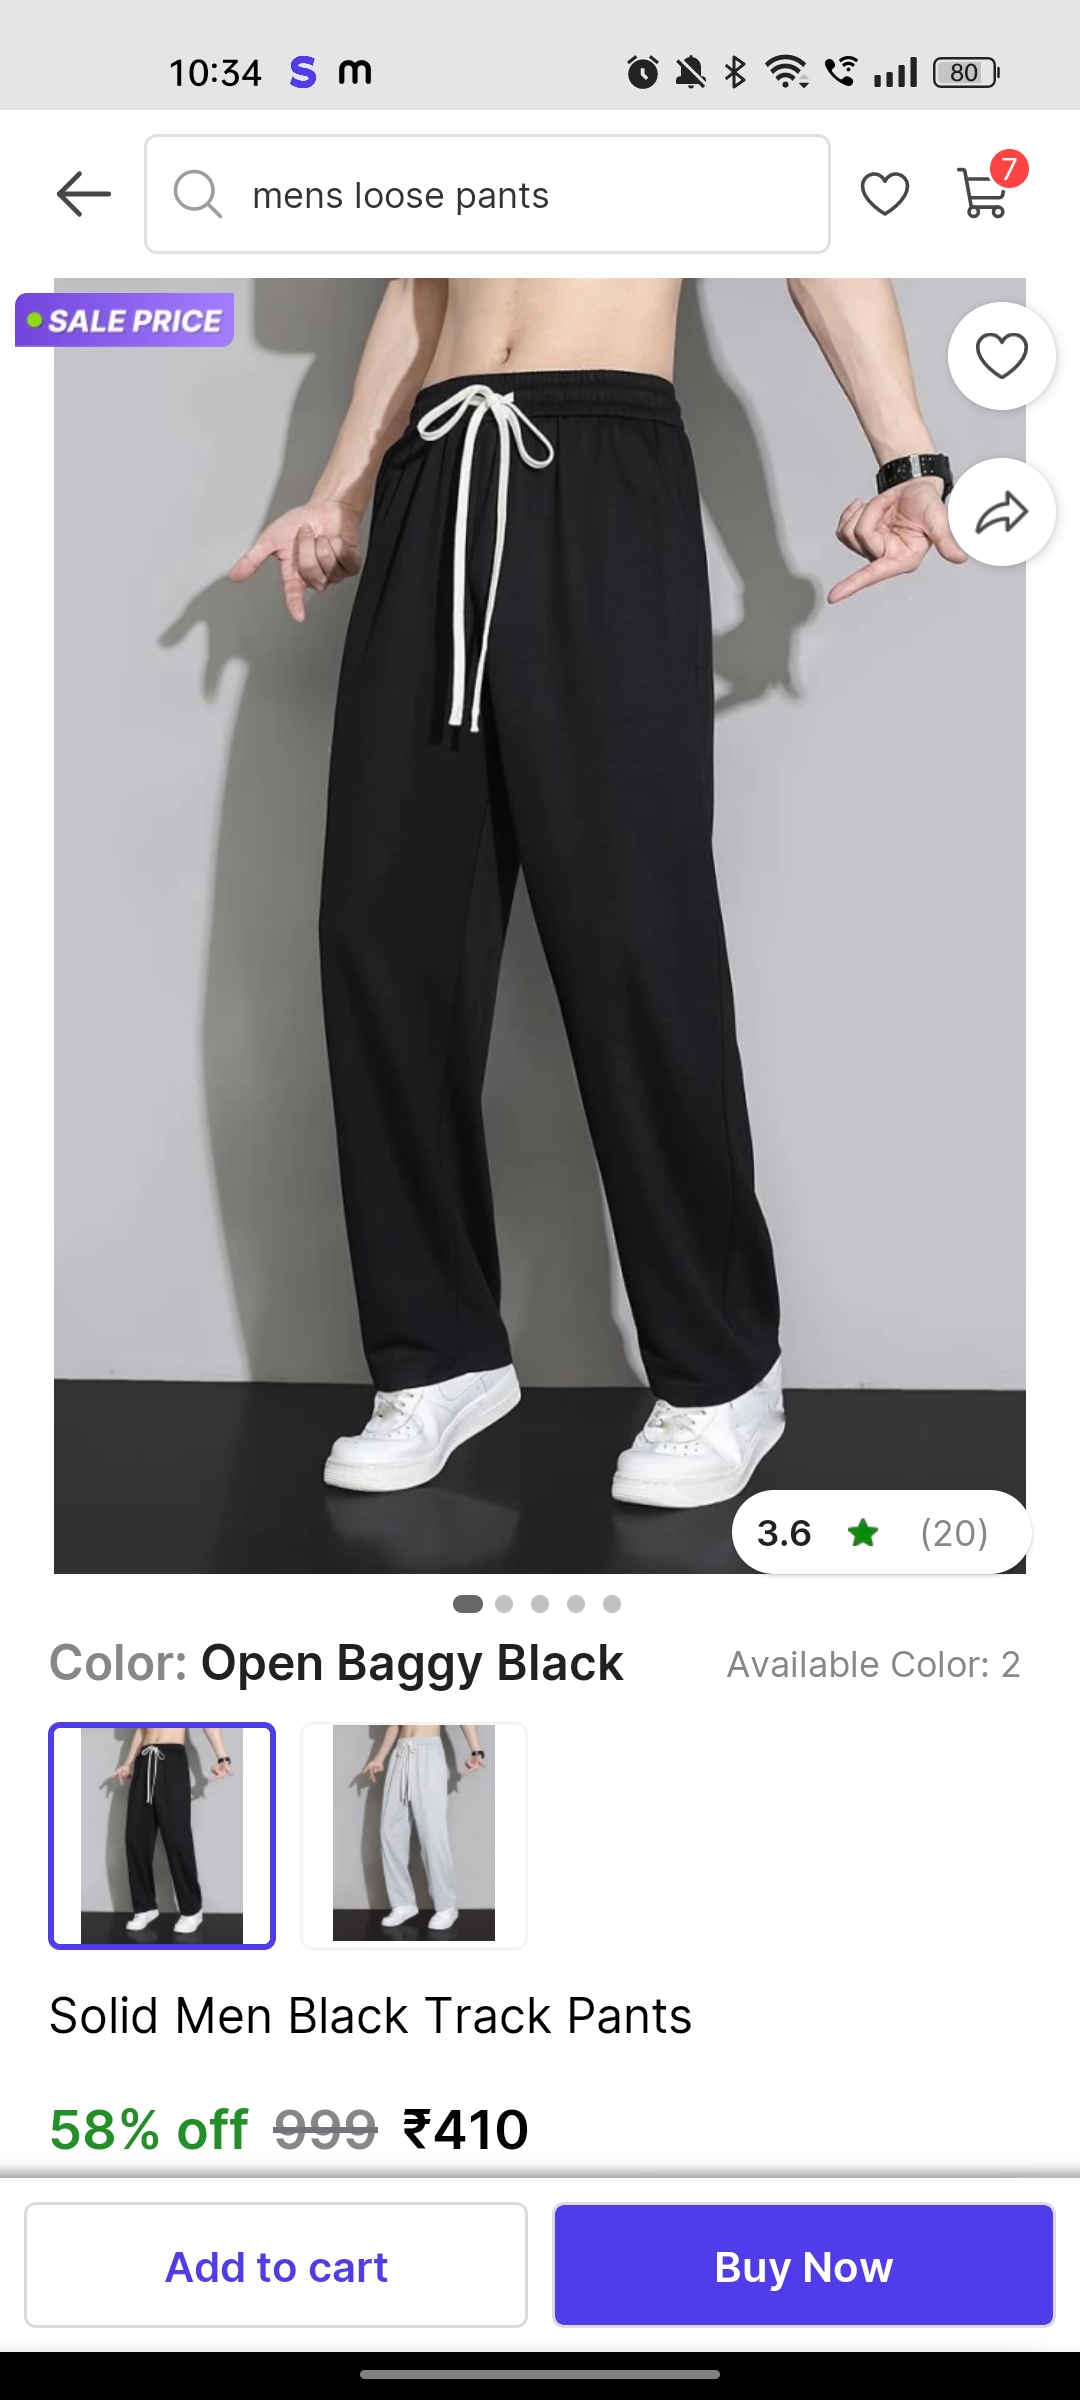 10:34 S m 80
mens loose pants
7
SALE PRICE
3.6 ★ (20)
Color: Open Baggy Black
Available Color: 2
Solid Men Black Track Pants
58% off 999 ₹410
Add to cart
Buy Now